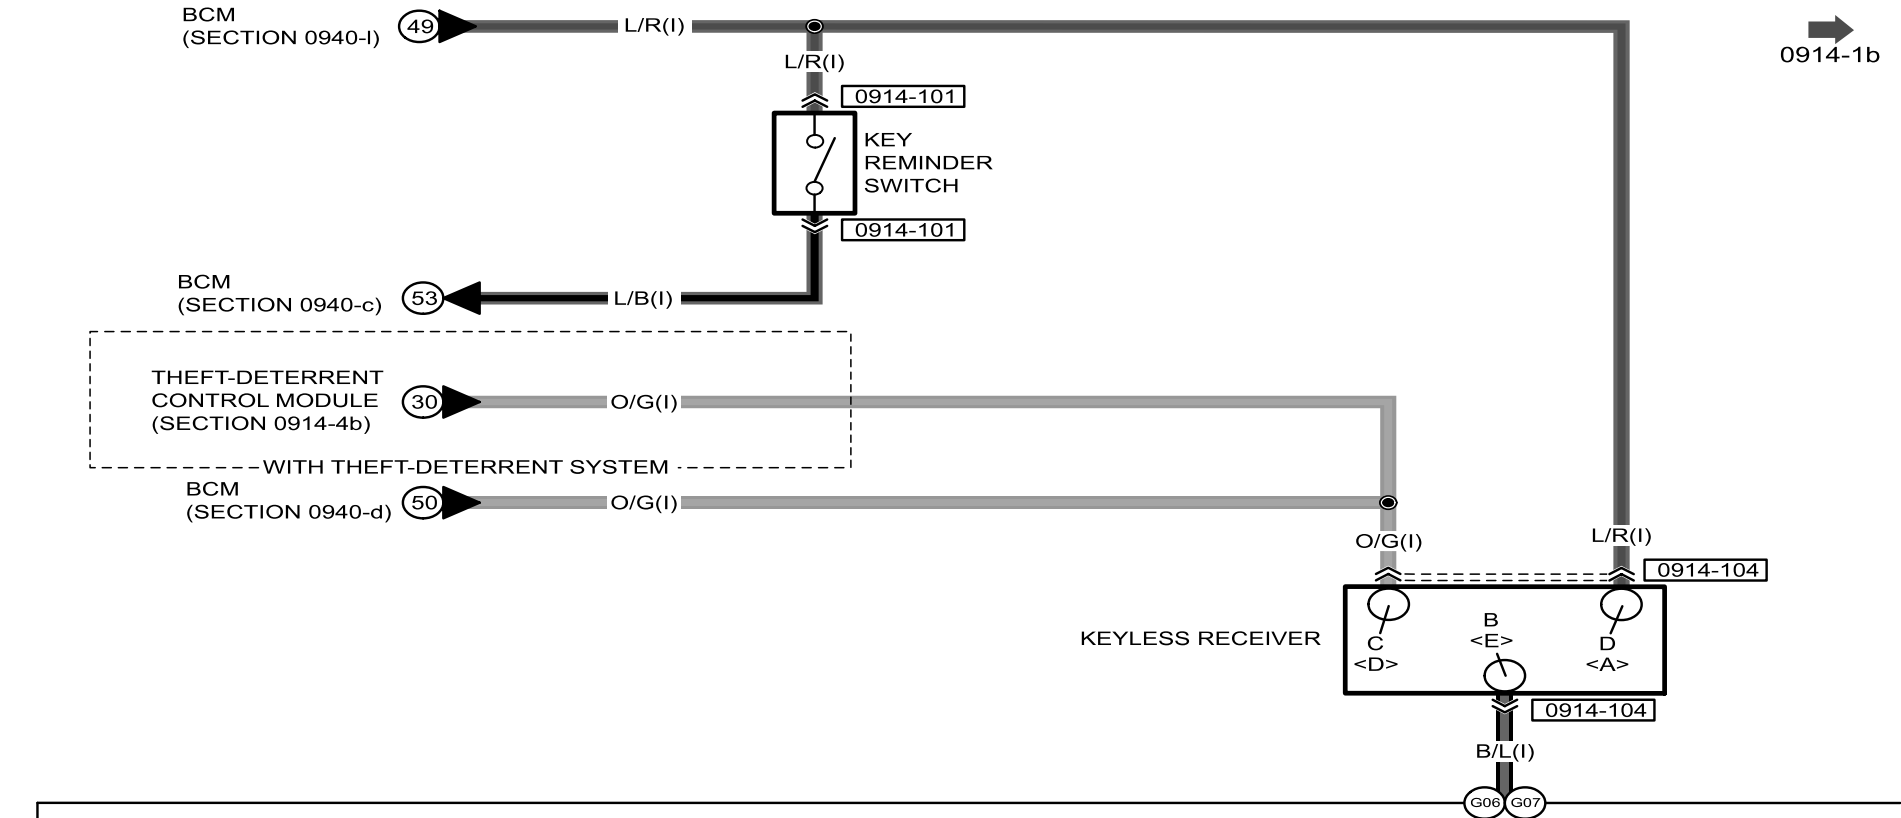 BCM
(SECTION 0940-I)
49
L/R(I)
0914-1b
L/R(I)
0914-101
KEY
REMINDER
SWITCH
0914-101
BCM
(SECTION 0940-c)
53
L/B(I)
THEFT-DETERRENT
CONTROL MODULE
(SECTION 0914-4b)
30
O/G(I)
WITH THEFT-DETERRENT SYSTEM
BCM
(SECTION 0940-d)
50
O/G(I)
O/G(I)
L/R(I)
0914-104
KEYLESS RECEIVER
C
<D>
B
<E>
D
<A>
0914-104
B/L(I)
G06
G07